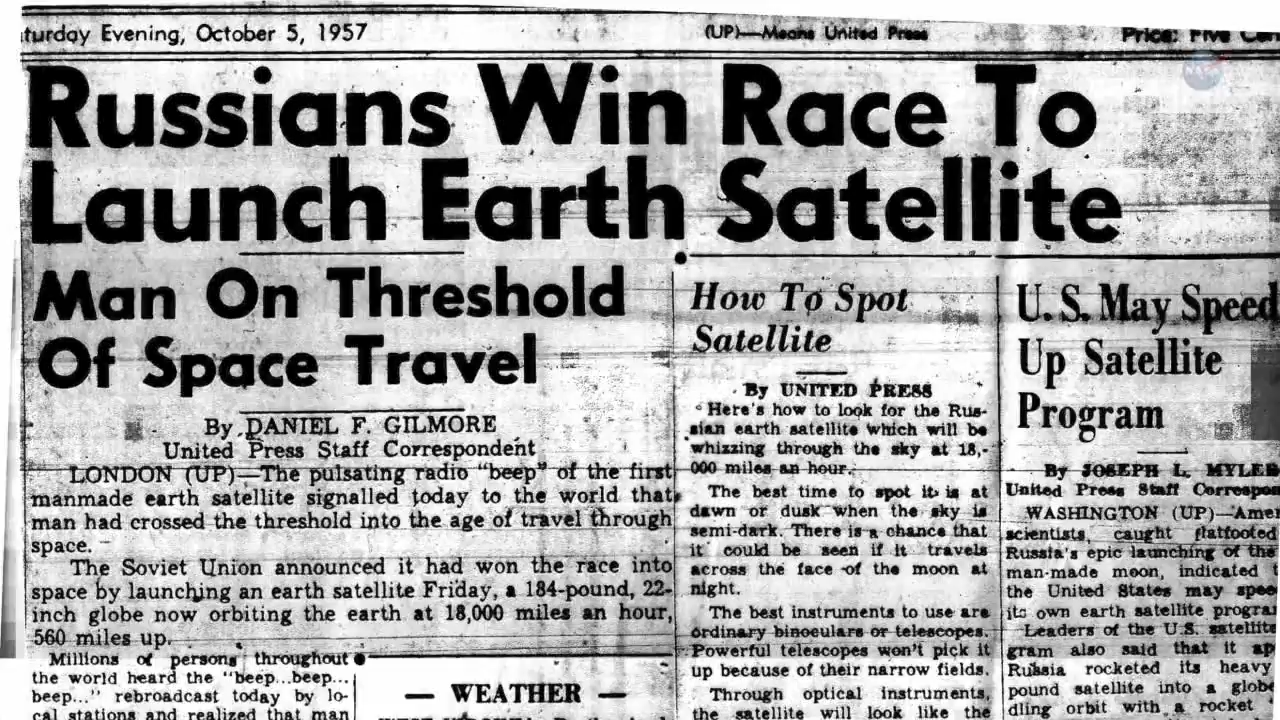 turday Evening, October 5, 1957
(UP)—Means United Press
Price: Five Cen
Russians Win Race To
Launch Earth Satellite
Man On Threshold
Of Space Travel
By DANIEL F. GILMORE
United Press Staff Correspondent
LONDON (UP)—The pulsating radio "beep" of the first
manmade earth satellite signalled today to the world that
man had crossed the threshold into the age of travel through
space.
The Soviet Union announced it had won the race into
space by launching an earth satellite Friday, a 184-pound, 22-
inch globe now orbiting the earth at 18,000 miles an hour,
560 miles up.
Millions of persons throughout
the world heard the "beep...beep...
beep..." rebroadcast today by lo-
cal stations and realized that man
— WEATHER —
How To Spot
Satellite
By UNITED PRESS
Here's how to look for the Rus-
sian earth satellite which will be
whizzing through the sky at 18,-
000 miles an hour.
The best time to spot it is at
dawn or dusk when the sky is
semi-dark. There is a chance that
it could be seen if it travels
across the face of the moon at
night.
The best instruments to use are
ordinary binoculars or telescopes.
Powerful telescopes won't pick it
up because of their narrow fields.
Through optical instruments,
the satellite will look like the
U.S. May Speed
Up Satellite
Program
By JOSEPH L. MYLER
United Press Staff Correspon
WASHINGTON (UP)—Amer
scientists, caught flatfooted
Russia's epic launching of the
man-made moon, indicated t
the United States may spee
its own earth satellite progra
Leaders of the U.S. satellite
gram also said that it ap
Russia rocketed its heavy
pound satellite into a globe
dling orbit with a rocket